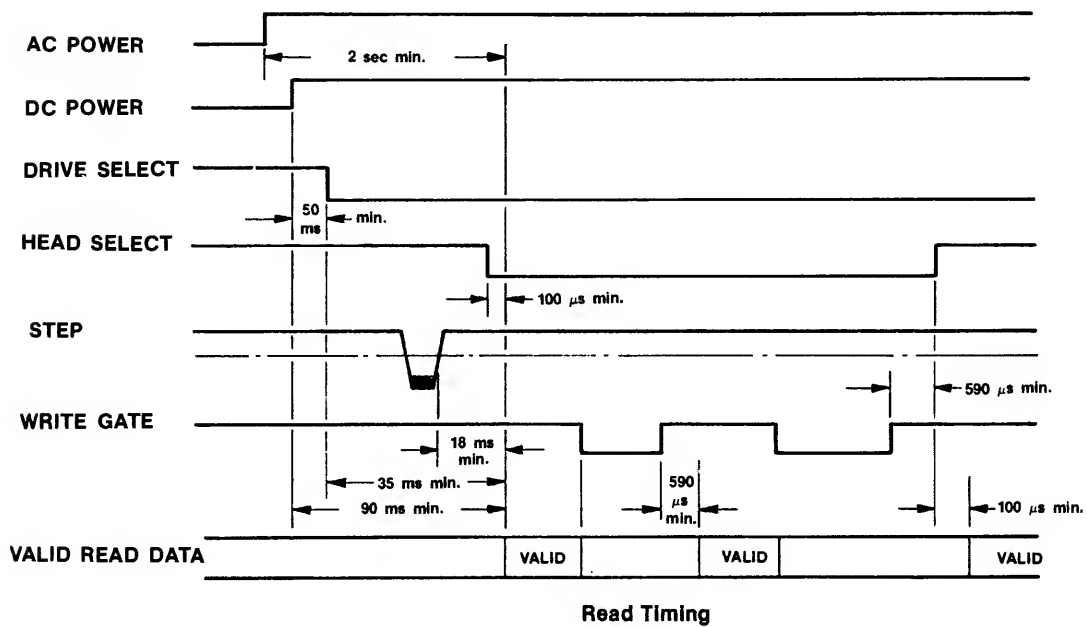 AC POWER
2 sec min.
DC POWER
DRIVE SELECT
50
ms
min.
HEAD SELECT
100 μs min.
STEP
590 μs min.
WRITE GATE
18 ms
min.
35 ms min.
590
μs
min.
90 ms min.
100 μs min.
VALID READ DATA
VALID
VALID
VALID
Read Timing